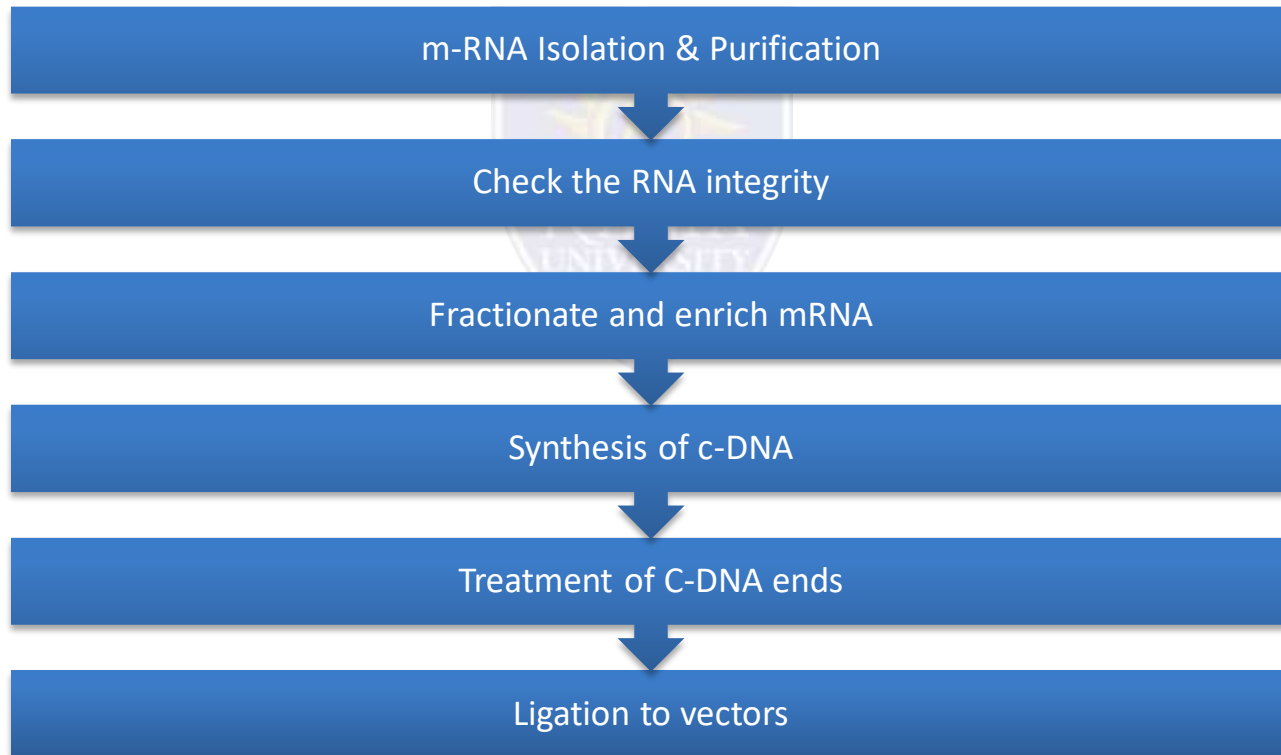 m-RNA Isolation & Purification
Check the RNA integrity
UNIVERSITY
Fractionate and enrich mRNA
Synthesis of c-DNA
Treatment of C-DNA ends
Ligation to vectors